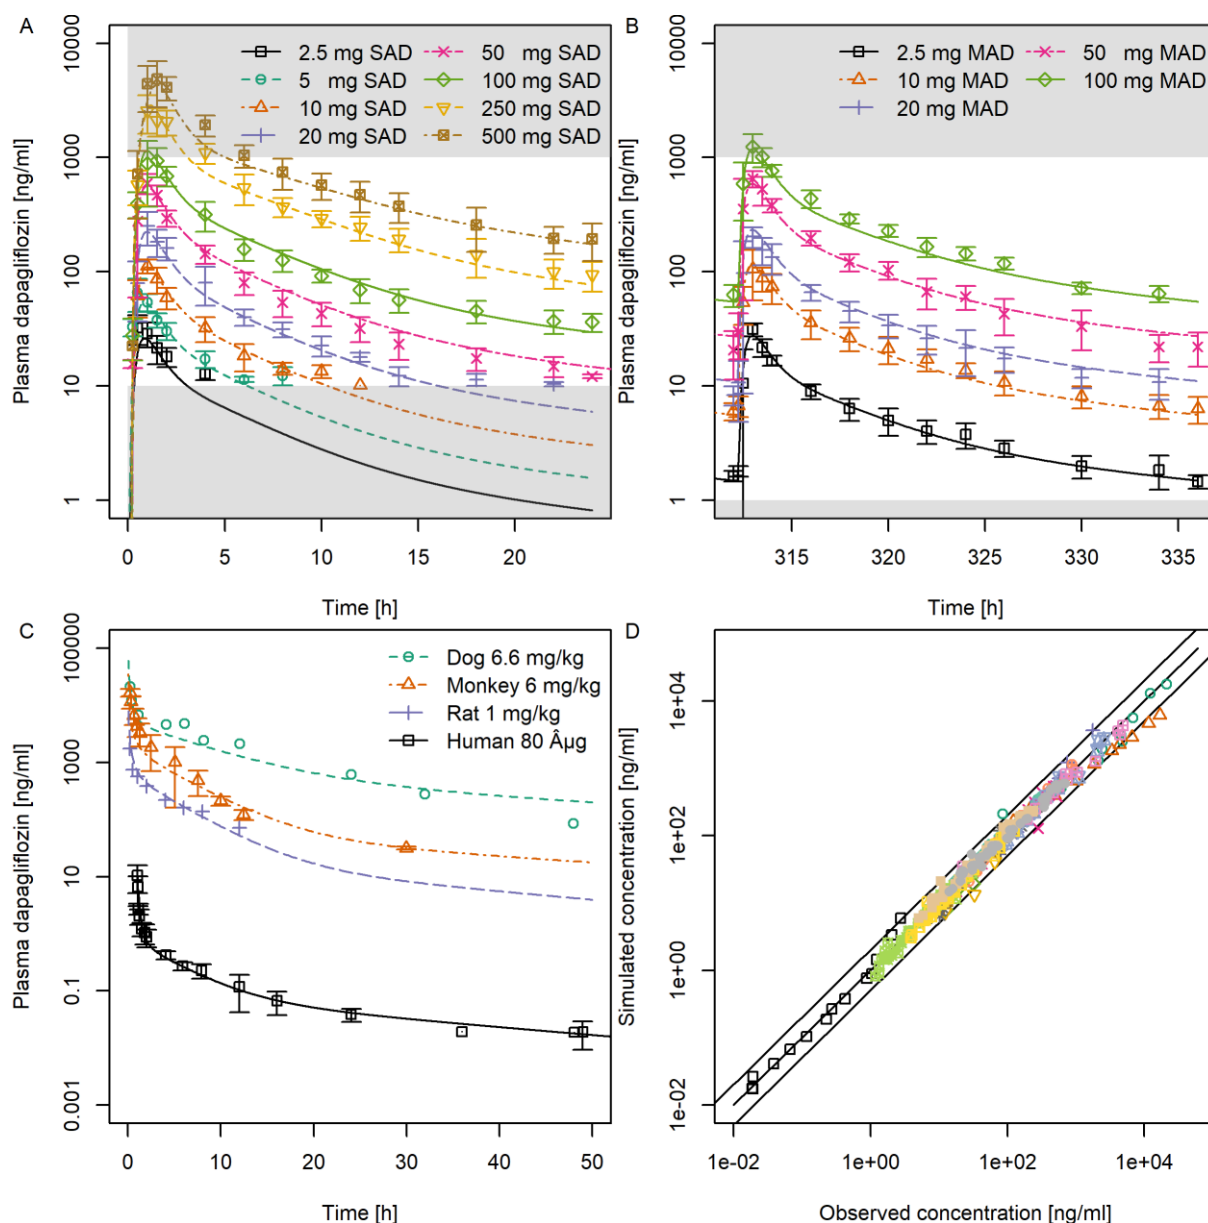 A
B
2.5 mg SAD
5 mg SAD
10 mg SAD
20 mg SAD
50 mg SAD
100 mg SAD
250 mg SAD
500 mg SAD
2.5 mg MAD
10 mg MAD
20 mg MAD
50 mg MAD
100 mg MAD
Plasma dapagliflozin [ng/ml]
10000
1000
100
10
1
0
5
10
15
20
Time [h]
Plasma dapagliflozin [ng/ml]
10000
1000
100
10
1
315
320
325
330
335
Time [h]
C
D
Dog 6.6 mg/kg
Monkey 6 mg/kg
Rat 1 mg/kg
Human 80 Âµg
Plasma dapagliflozin [ng/ml]
100000
1000
10
0.1
0.001
0
10
20
30
40
50
Time [h]
Simulated concentration [ng/ml]
1e+04
1e+02
1e+00
1e-02
1e-02
1e+00
1e+02
1e+04
Observed concentration [ng/ml]